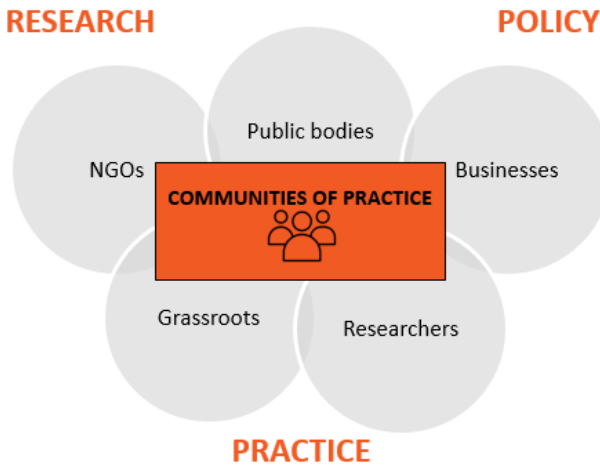 RESEARCH
POLICY
Public bodies
NGOs
Businesses
COMMUNITIES OF PRACTICE
Grassroots
Researchers
PRACTICE